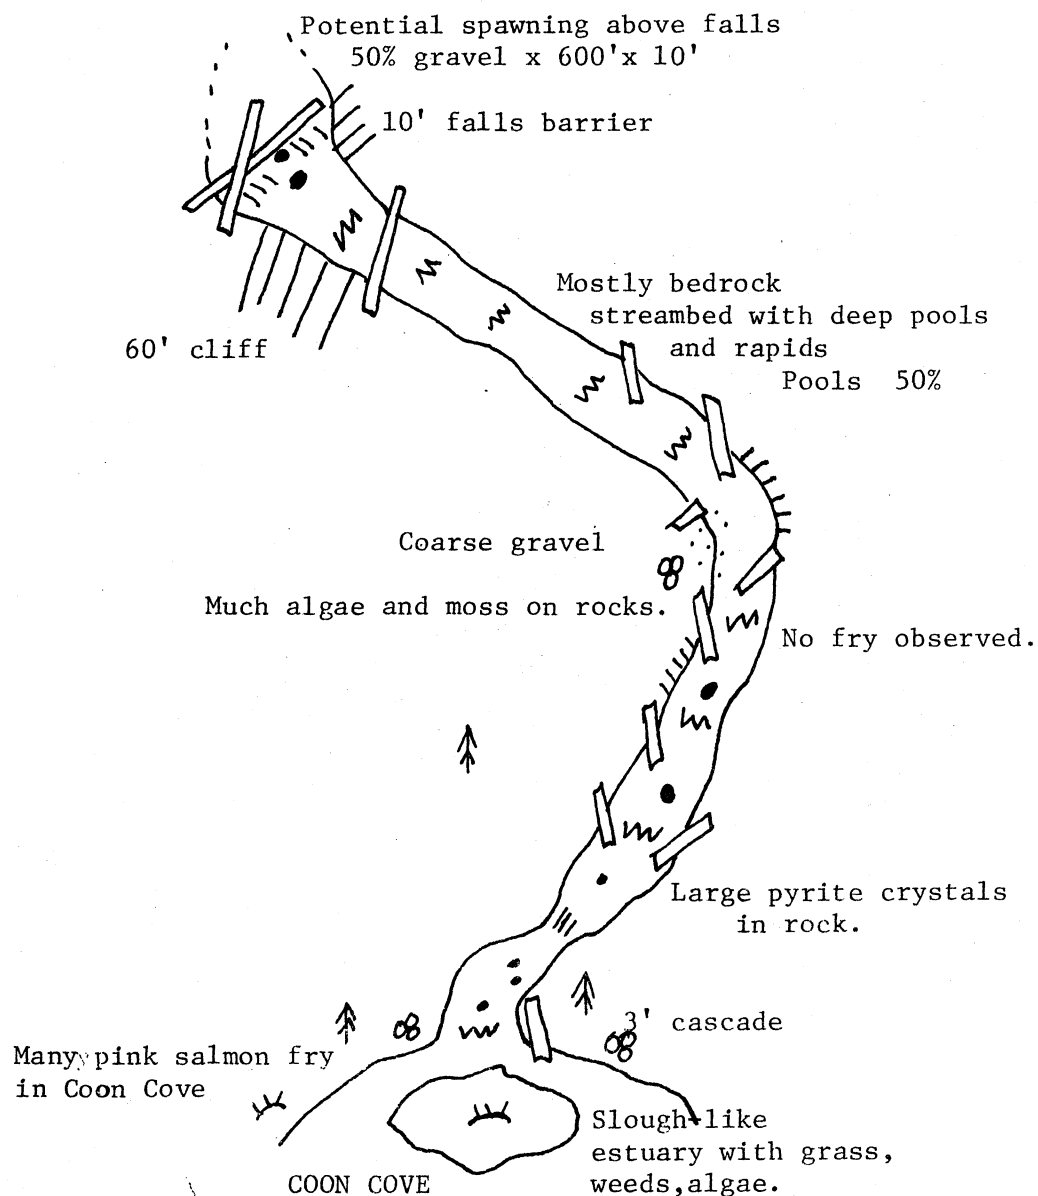 Potential spawning above falls
50% gravel x 600'x 10'
10' falls barrier
Mostly bedrock
streambed with deep pools
and rapids
Pools 50%
60' cliff
Coarse gravel
Much algae and moss on rocks.
No fry observed.
Large pyrite crystals
in rock.
3' cascade
Many pink salmon fry
in Coon Cove
Slough-like
estuary with grass,
weeds,algae.
COON COVE